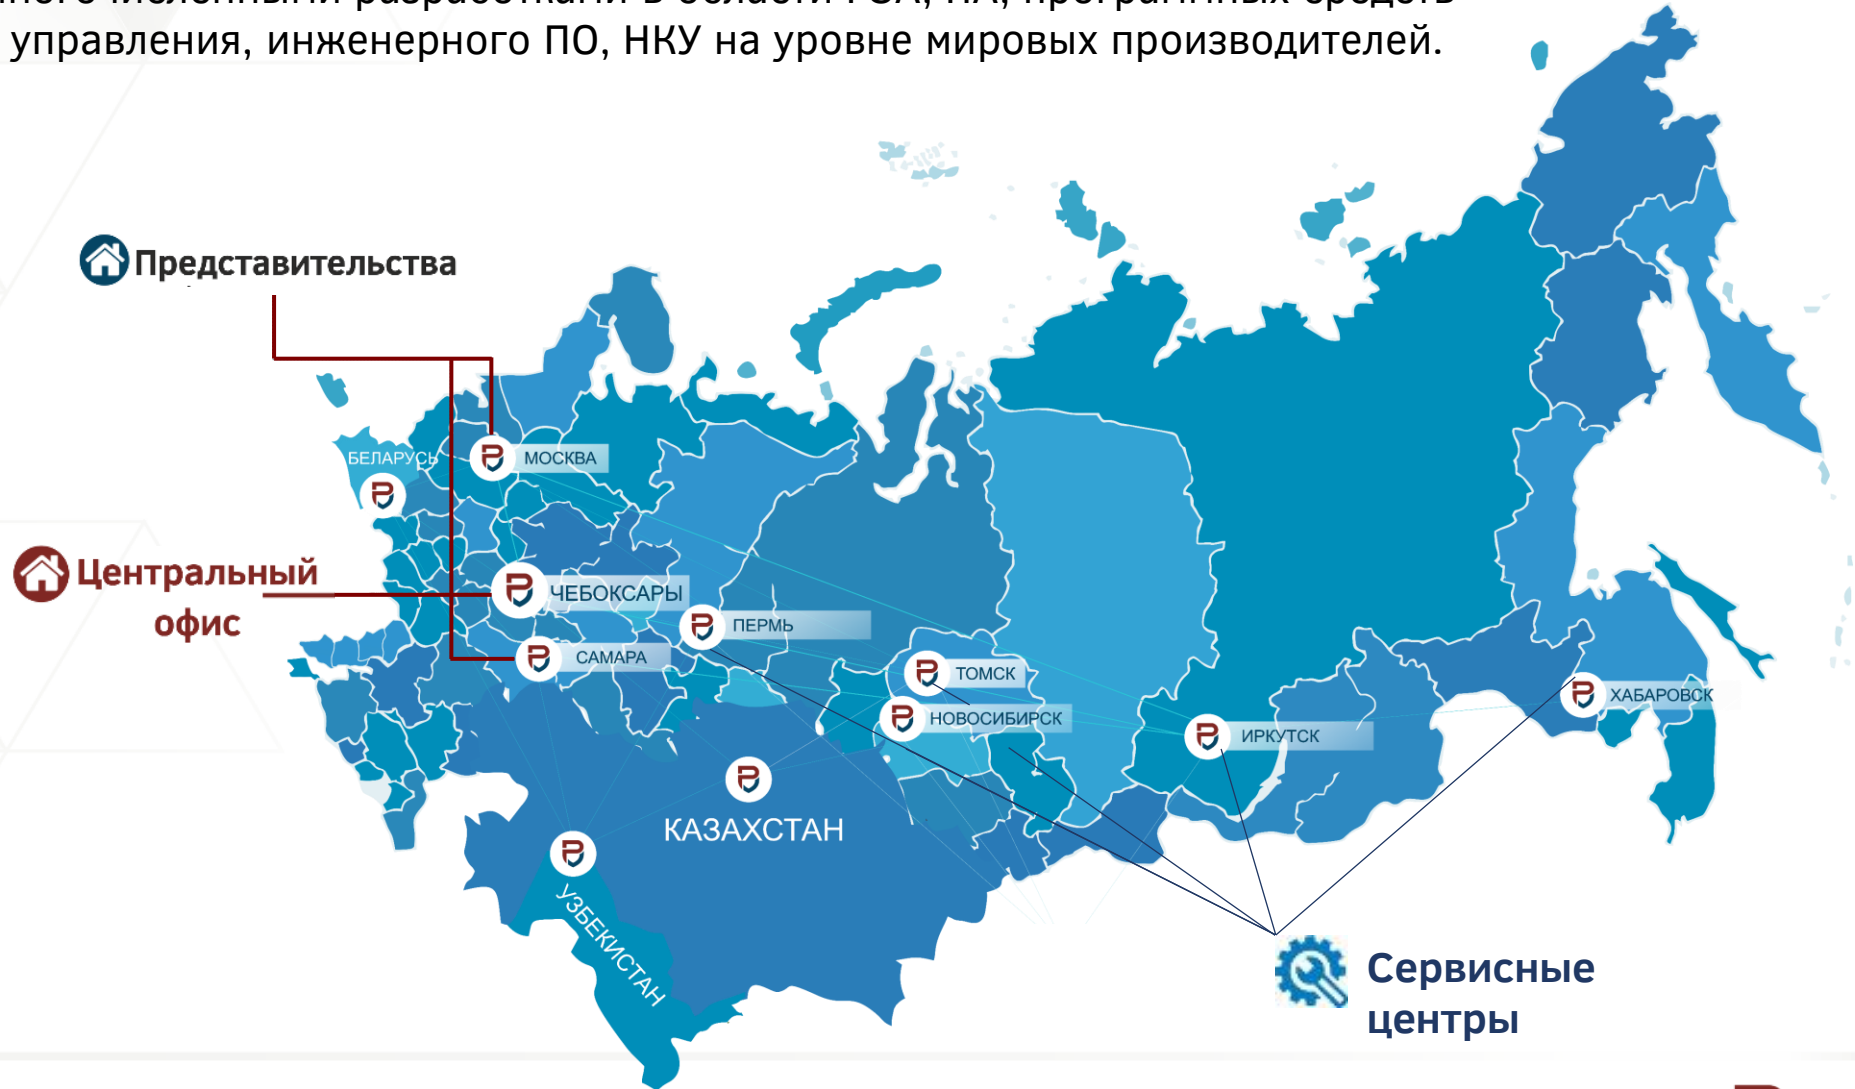 управления, инженерного ПО, НКУ на уровне мировых производителей.
Представительства
БЕЛАРУСЬ
МОСКВА
Центральный
офис
ЧЕБОКСАРЫ
ПЕРМЬ
САМАРА
ТОМСК
НОВОСИБИРСК
ХАБАРОВСК
ИРКУТСК
КАЗАХСТАН
УЗБЕКИСТАН
Сервисные
центры